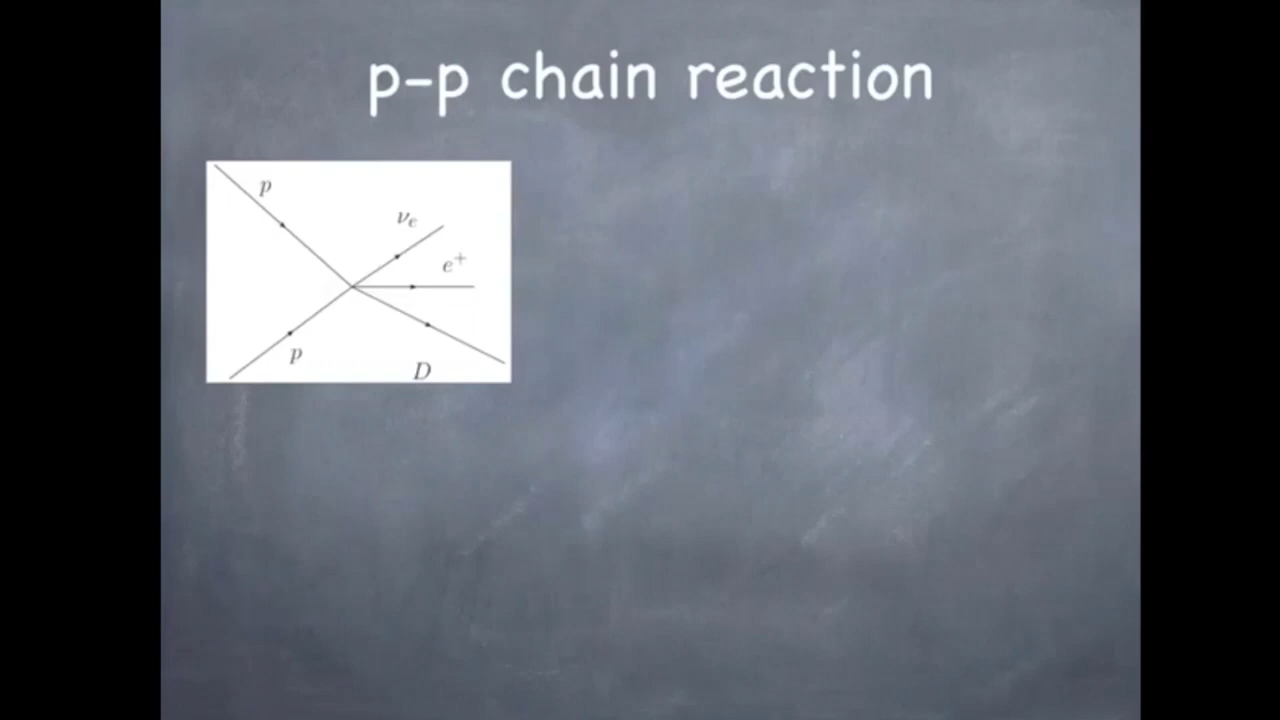 p-p chain reaction
p
νe
e+
p
D